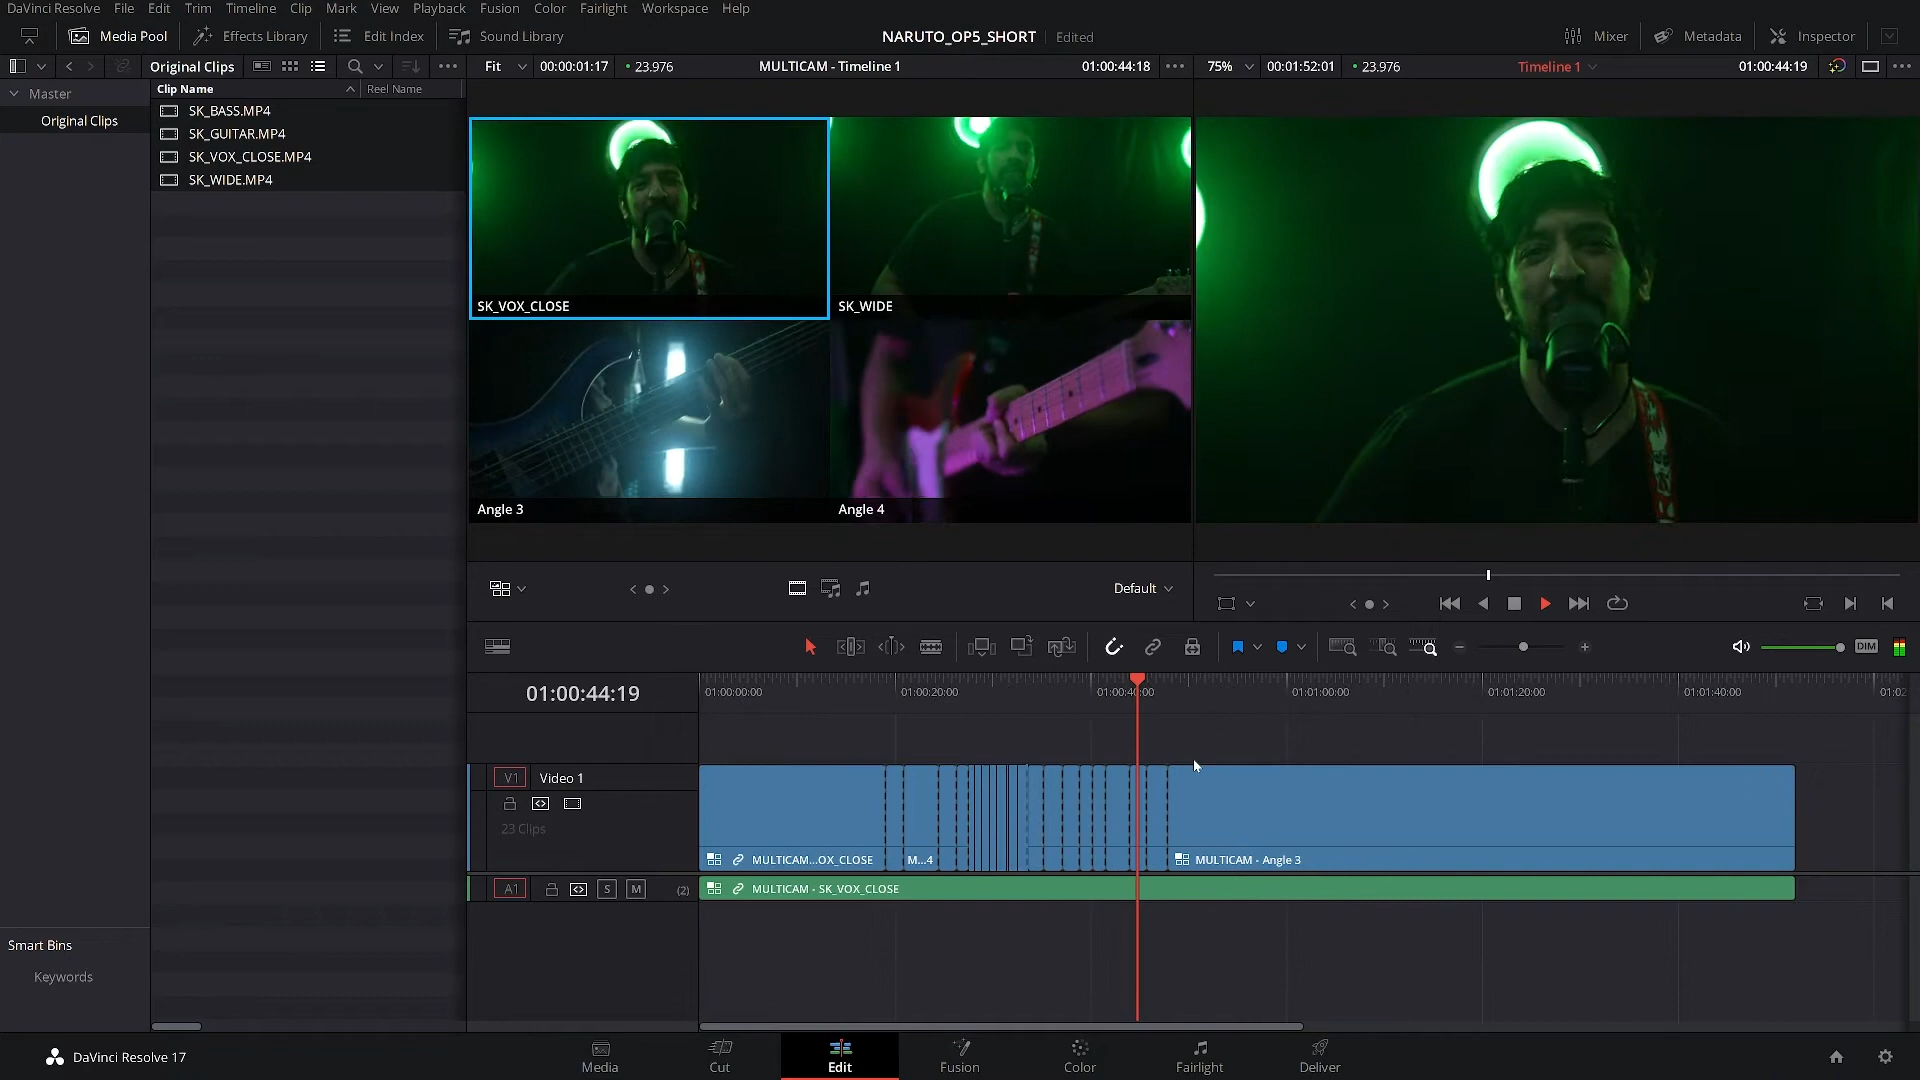 DaVinci Resolve File Edit Trim Timeline Clip Mark View Playback Fusion Color Fairlight Workspace Help
Media Pool Effects Library Edit Index Sound Library NARUTO_OP5_SHORT Edited Mixer Metadata Inspector
Original Clips Fit 00:00:01:17 23.976 MULTICAM - Timeline 1 01:00:44:18 75% 00:01:52:01 23.976 Timeline 1 01:00:44:19
Master Clip Name Reel Name
Original Clips SK_BASS.MP4
SK_GUITAR.MP4
SK_VOX_CLOSE.MP4
SK_WIDE.MP4
SK_VOX_CLOSE SK_WIDE
Angle 3 Angle 4
Default
DIM
01:00:44:19 01:00:00:00 01:00:20:00 01:00:40:00 01:01:00:00 01:01:20:00 01:01:40:00 01:02
V1 Video 1
23 Clips
MULTICAM...OX_CLOSE M...4 MULTICAM - Angle 3
A1 S M (2) MULTICAM - SK_VOX_CLOSE
Smart Bins
Keywords
DaVinci Resolve 17 Media Cut Edit Fusion Color Fairlight Deliver